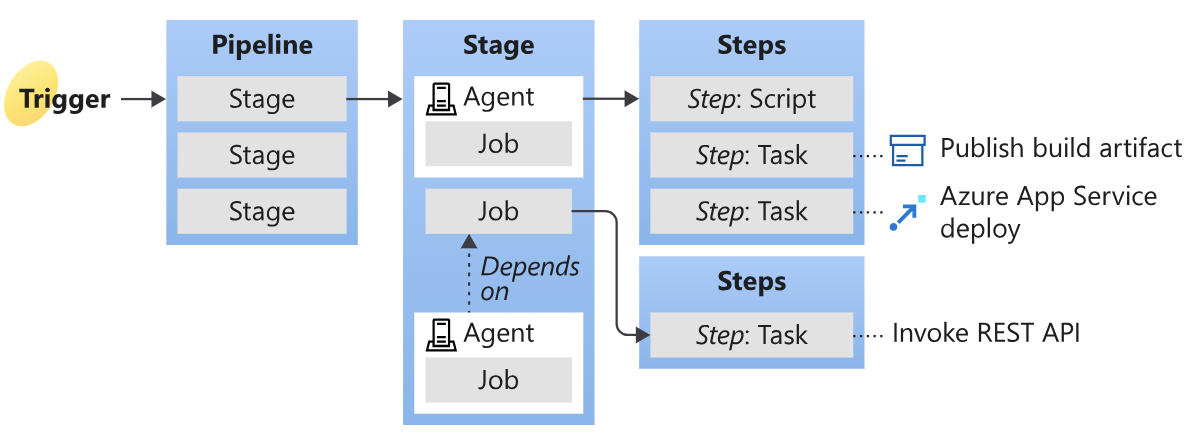 Trigger
Pipeline
Stage
Stage
Stage
Stage
Agent
Job
Job
Depends
on
Agent
Job
Steps
Step: Script
Step: Task
Step: Task
Publish build artifact
Azure App Service
deploy
Steps
Step: Task
Invoke REST API